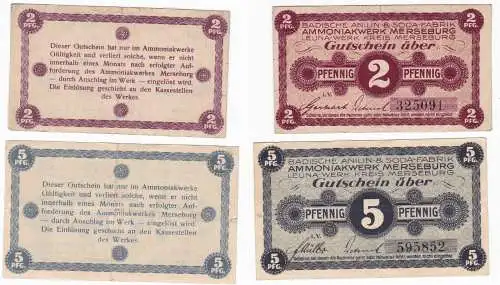 2 PFG.
2 PFG.
Dieser Gutschein hat nur im Ammoniakwerke
Gültigkeit und verliert solche, wenn er nicht
innerhalb eines Monats nach erfolgter Auf-
forderung des Ammoniakwerkes Merseburg
— durch Anschlag im Werk — eingelöst wird.
Die Einlösung geschieht an den Kassestellen
des Werkes.
2 PFG.
2 PFG.
2 PFG.
2 PFG.
BADISCHE ANILIN- & SODA-FABRIK
AMMONIAKWERK MERSEBURG
LEUNA-WERKE KREIS MERSEBURG
Gutschein über
PFENNIG 2 PFENNIG
I.V.
325091
2 PFG.
2 PFG.
5 PFG.
5 PFG.
Dieser Gutschein hat nur im Ammoniakwerke
Gültigkeit und verliert solche, wenn er nicht
innerhalb eines Monats nach erfolgter Auf-
forderung des Ammoniakwerkes Merseburg
— durch Anschlag im Werk — eingelöst wird.
Die Einlösung geschieht an den Kassestellen
des Werkes.
5 PFG.
5 PFG.
5 PFG.
5 PFG.
BADISCHE ANILIN- & SODA-FABRIK
AMMONIAKWERK MERSEBURG
LEUNA-WERKE KREIS MERSEBURG
Gutschein über
PFENNIG 5 PFENNIG
I.V.
595852
5 PFG.
5 PFG.